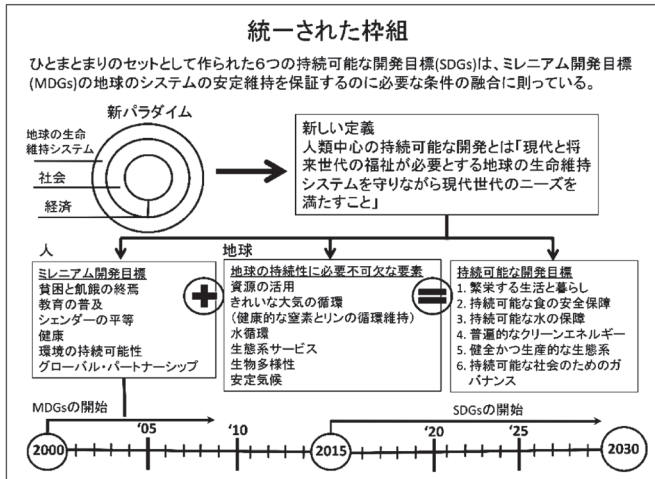 統一された枠組
ひとまとまりのセットとして作られた6つの持続可能な開発目標(SDGs)は、ミレニアム開発目標
(MDGs)の地球のシステムの安定維持を保証するのに必要な条件の融合に則っている。
新パラダイム
地球の生命
維持システム
社会
経済
新しい定義
人類中心の持続可能な開発とは「現代と将
来世代の福祉が必要とする地球の生命維持
システムを守りながら現代世代のニーズを
満たすこと」
人
ミレニアム開発目標
貧困と飢餓の終焉
教育の普及
シェンダーの平等
健康
環境の持続可能性
グローバル・パートナーシップ
+
地球
地球の持続性に必要不可欠な要素
資源の活用
きれいな大気の循環
(健康的な窒素とリンの循環維持)
水循環
生態系サービス
生物多様性
安定気候
=
持続可能な開発目標
1. 繁栄する生活と暮らし
2. 持続可能な食の安全保障
3. 持続可能な水の保障
4. 普遍的なクリーンエネルギー
5. 健全かつ生産的な生態系
6. 持続可能な社会のためのガ
バナンス
MDGsの開始
SDGsの開始
2000
'05
'10
2015
'20
'25
2030